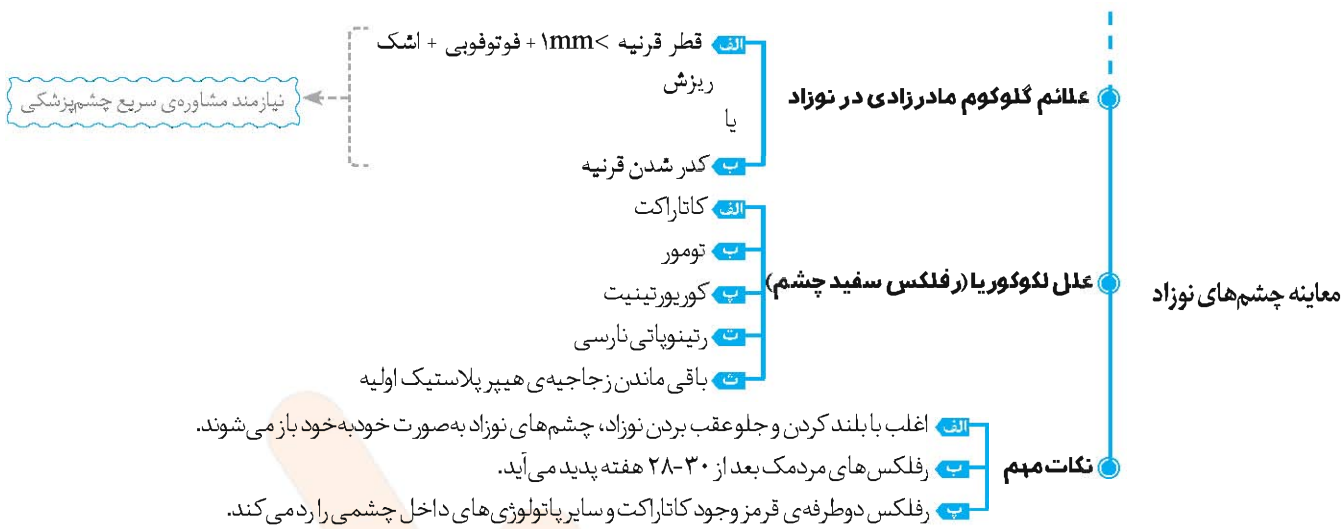 معاینه چشم‌های نوزاد
علائم گلوکوم مادرزادی در نوزاد
الف قطر قرنیه >۱mm + فوتوفوبی + اشک
ریزش
یا
ب کدر شدن قرنیه
نیازمند مشاوره‌ی سریع چشم‌پزشکی
علل لکوکوریا (رفلکس سفید چشم)
الف کاتاراکت
ب تومور
پ کوریورتینیت
ت رتینوپاتی نارسی
ث باقی ماندن زجاجیه‌ی هیپرپلاستیک اولیه
نکات مهم
الف اغلب با بلند کردن و جلو عقب بردن نوزاد، چشم‌های نوزاد به‌صورت خودبه‌خود باز می‌شوند.
ب رفلکس‌های مردمک بعد از ۳۰-۲۸ هفته پدید می‌آید.
پ رفلکس دوطرفه‌ی قرمز وجود کاتاراکت و سایر پاتولوژی‌های داخل چشمی را رد می‌کند.